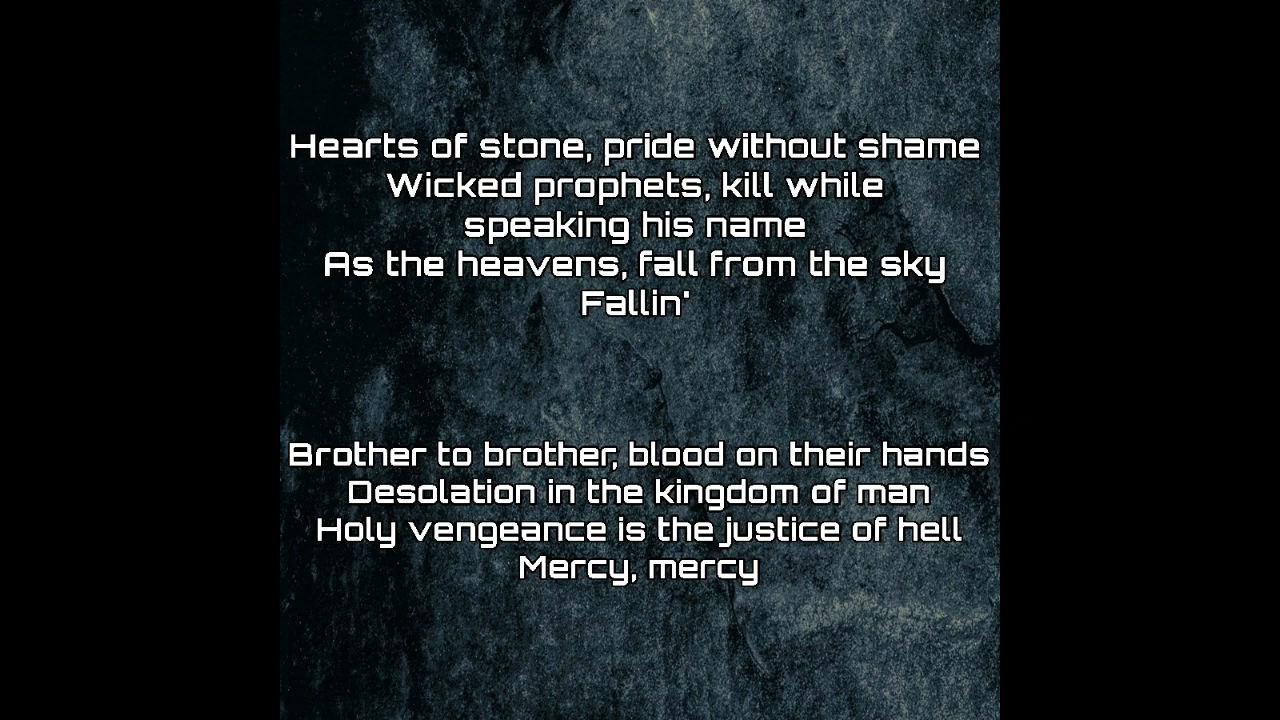 Hearts of stone, pride without shame
Wicked prophets, kill while
speaking his name
As the heavens, fall from the sky
Fallin'
Brother to brother, blood on their hands
Desolation in the kingdom of man
Holy vengeance is the justice of hell
Mercy, mercy